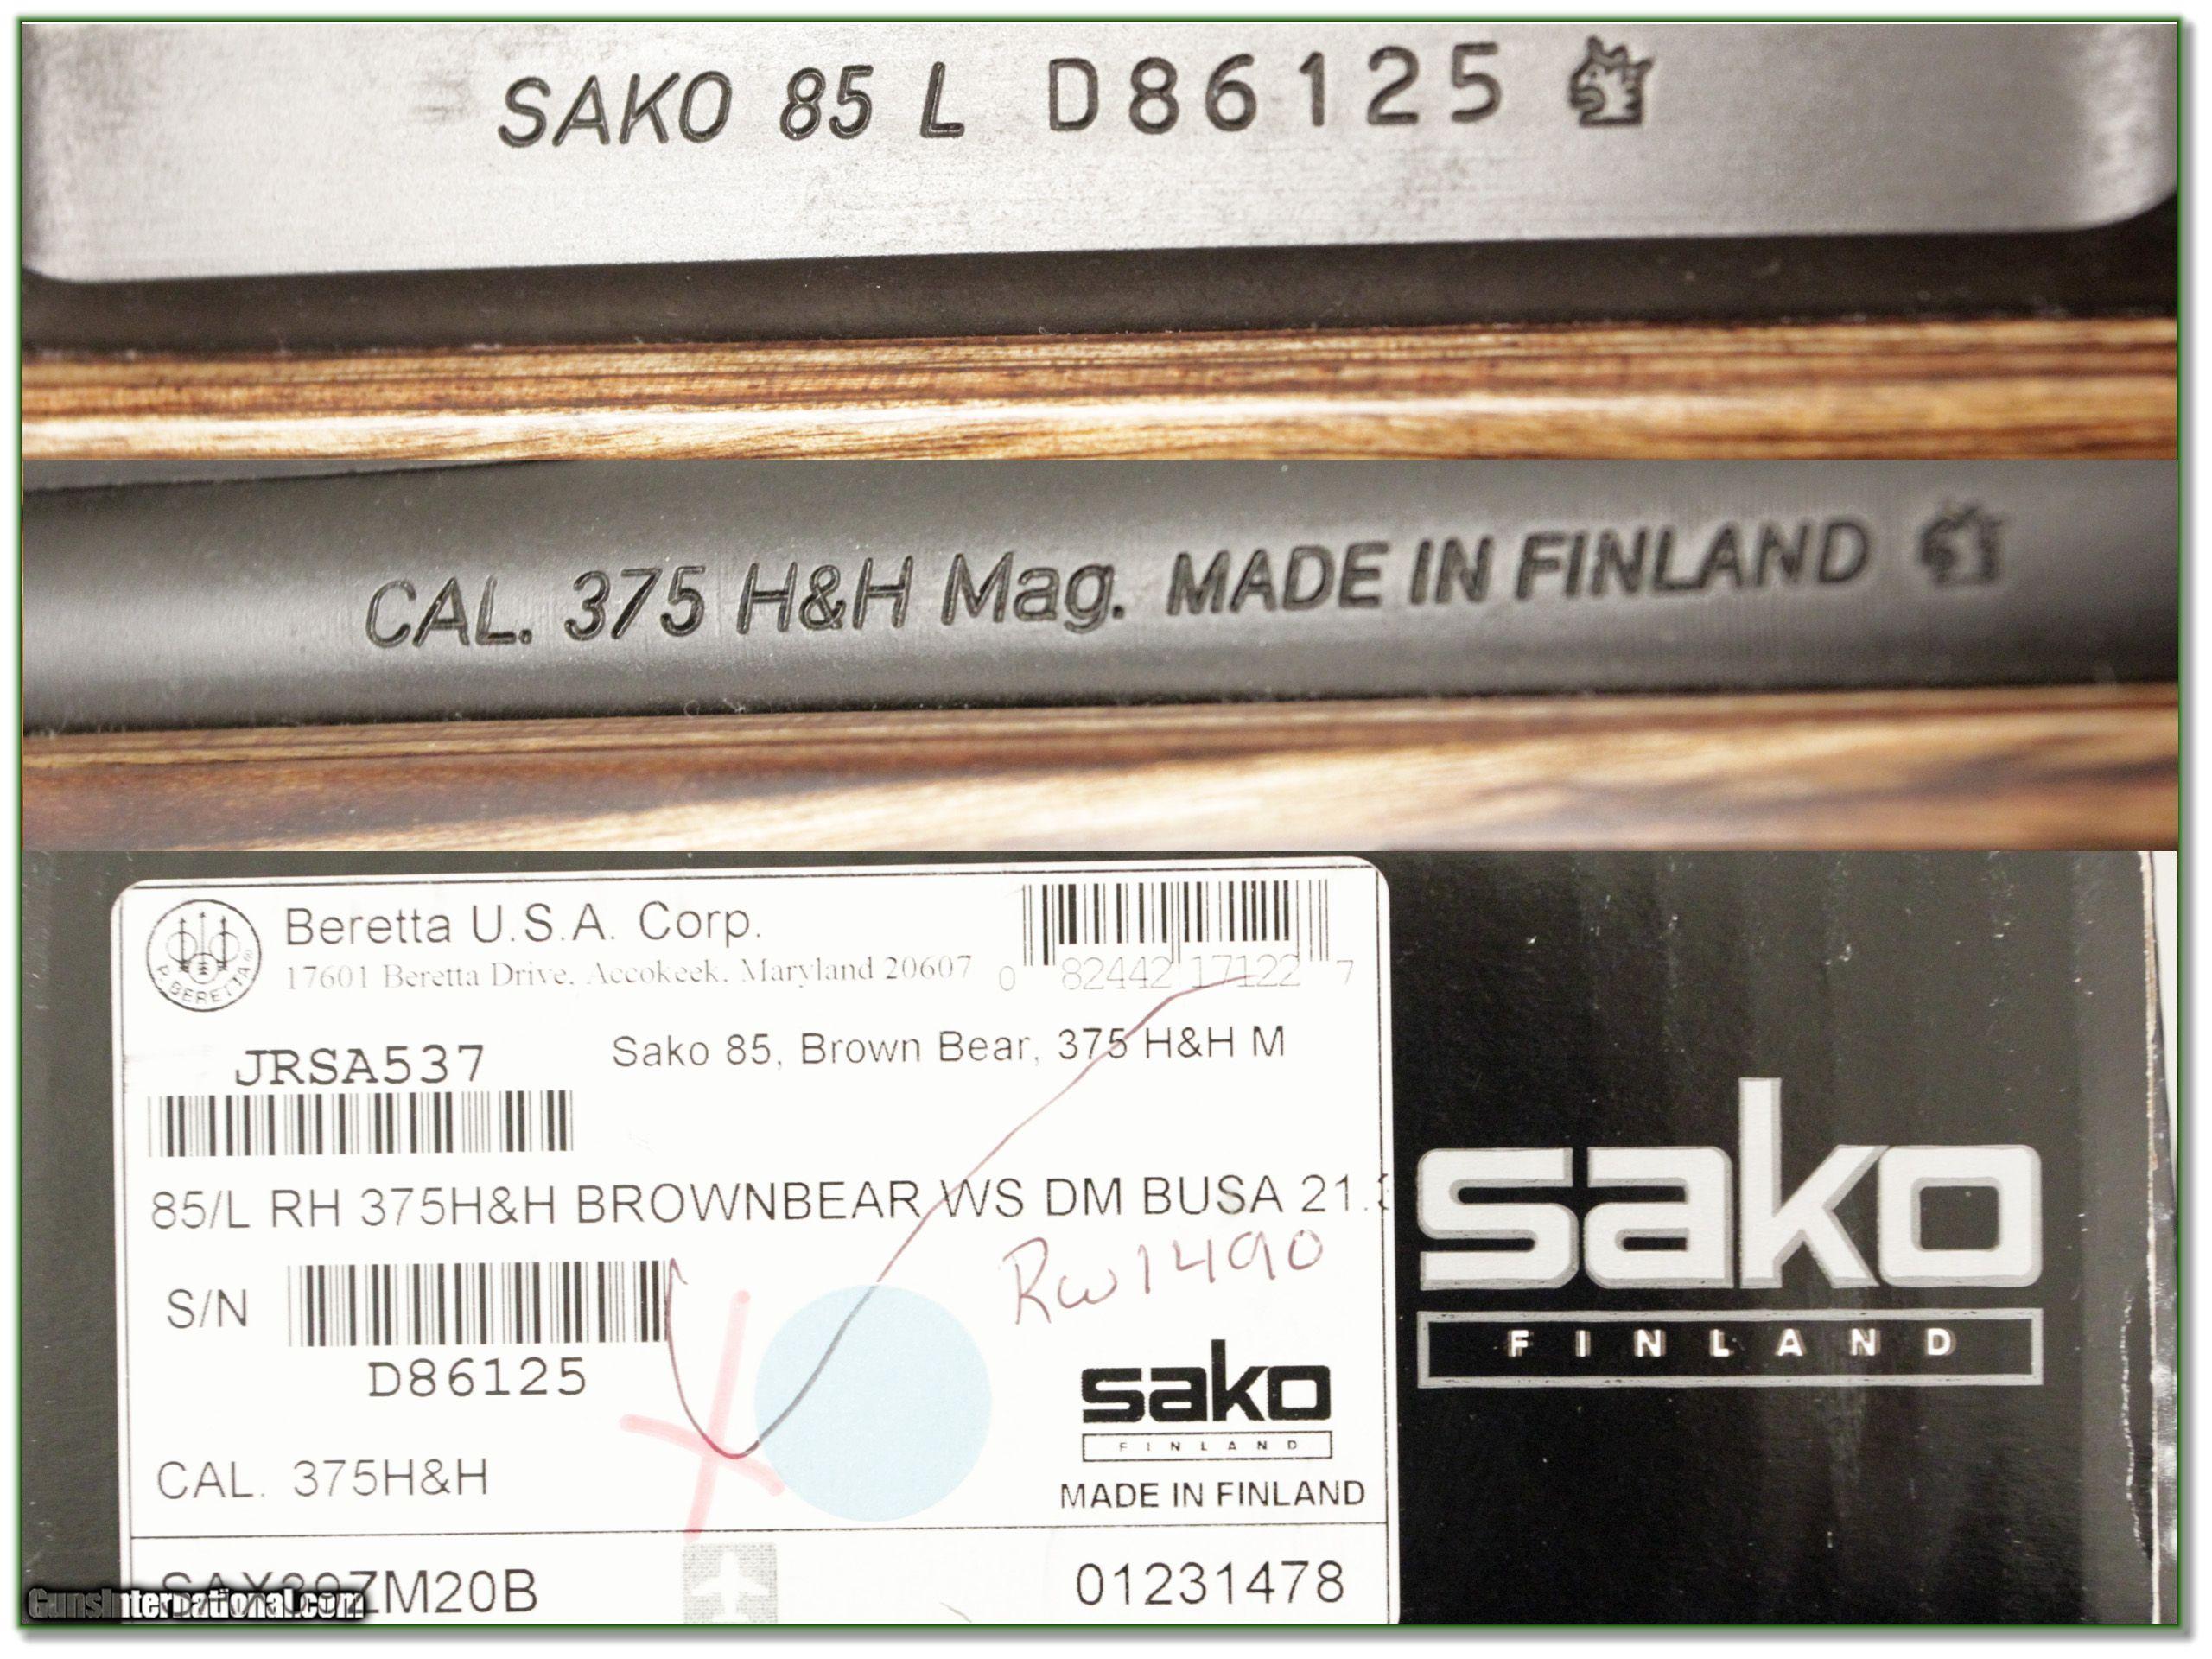 SAKO 85 L D86125
CAL. 375 H&H Mag. MADE IN FINLAND
Beretta U.S.A. Corp.
17601 Beretta Drive, Accokeek, Maryland 20607
0 82442 17122 7
P. BERETTA
JRSA537
Sako 85, Brown Bear, 375 H&H M
85/L RH 375H&H BROWNBEAR WS DM BUSA 21.
Rw1490
S/N
D86125
sako
FINLAND
MADE IN FINLAND
CAL. 375H&H
01231478
sako
FINLAND
GunsInternational.com